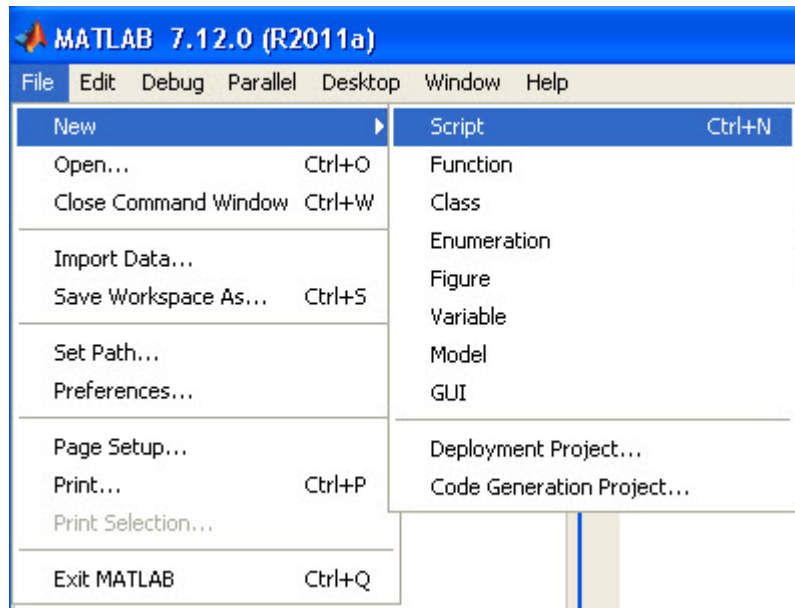 MATLAB 7.12.0 (R2011a)
File Edit Debug Parallel Desktop Window Help
New
Open... Ctrl+O
Close Command Window Ctrl+W
Import Data...
Save Workspace As... Ctrl+S
Set Path...
Preferences...
Page Setup...
Print... Ctrl+P
Print Selection...
Exit MATLAB Ctrl+Q
Script Ctrl+N
Function
Class
Enumeration
Figure
Variable
Model
GUI
Deployment Project...
Code Generation Project...